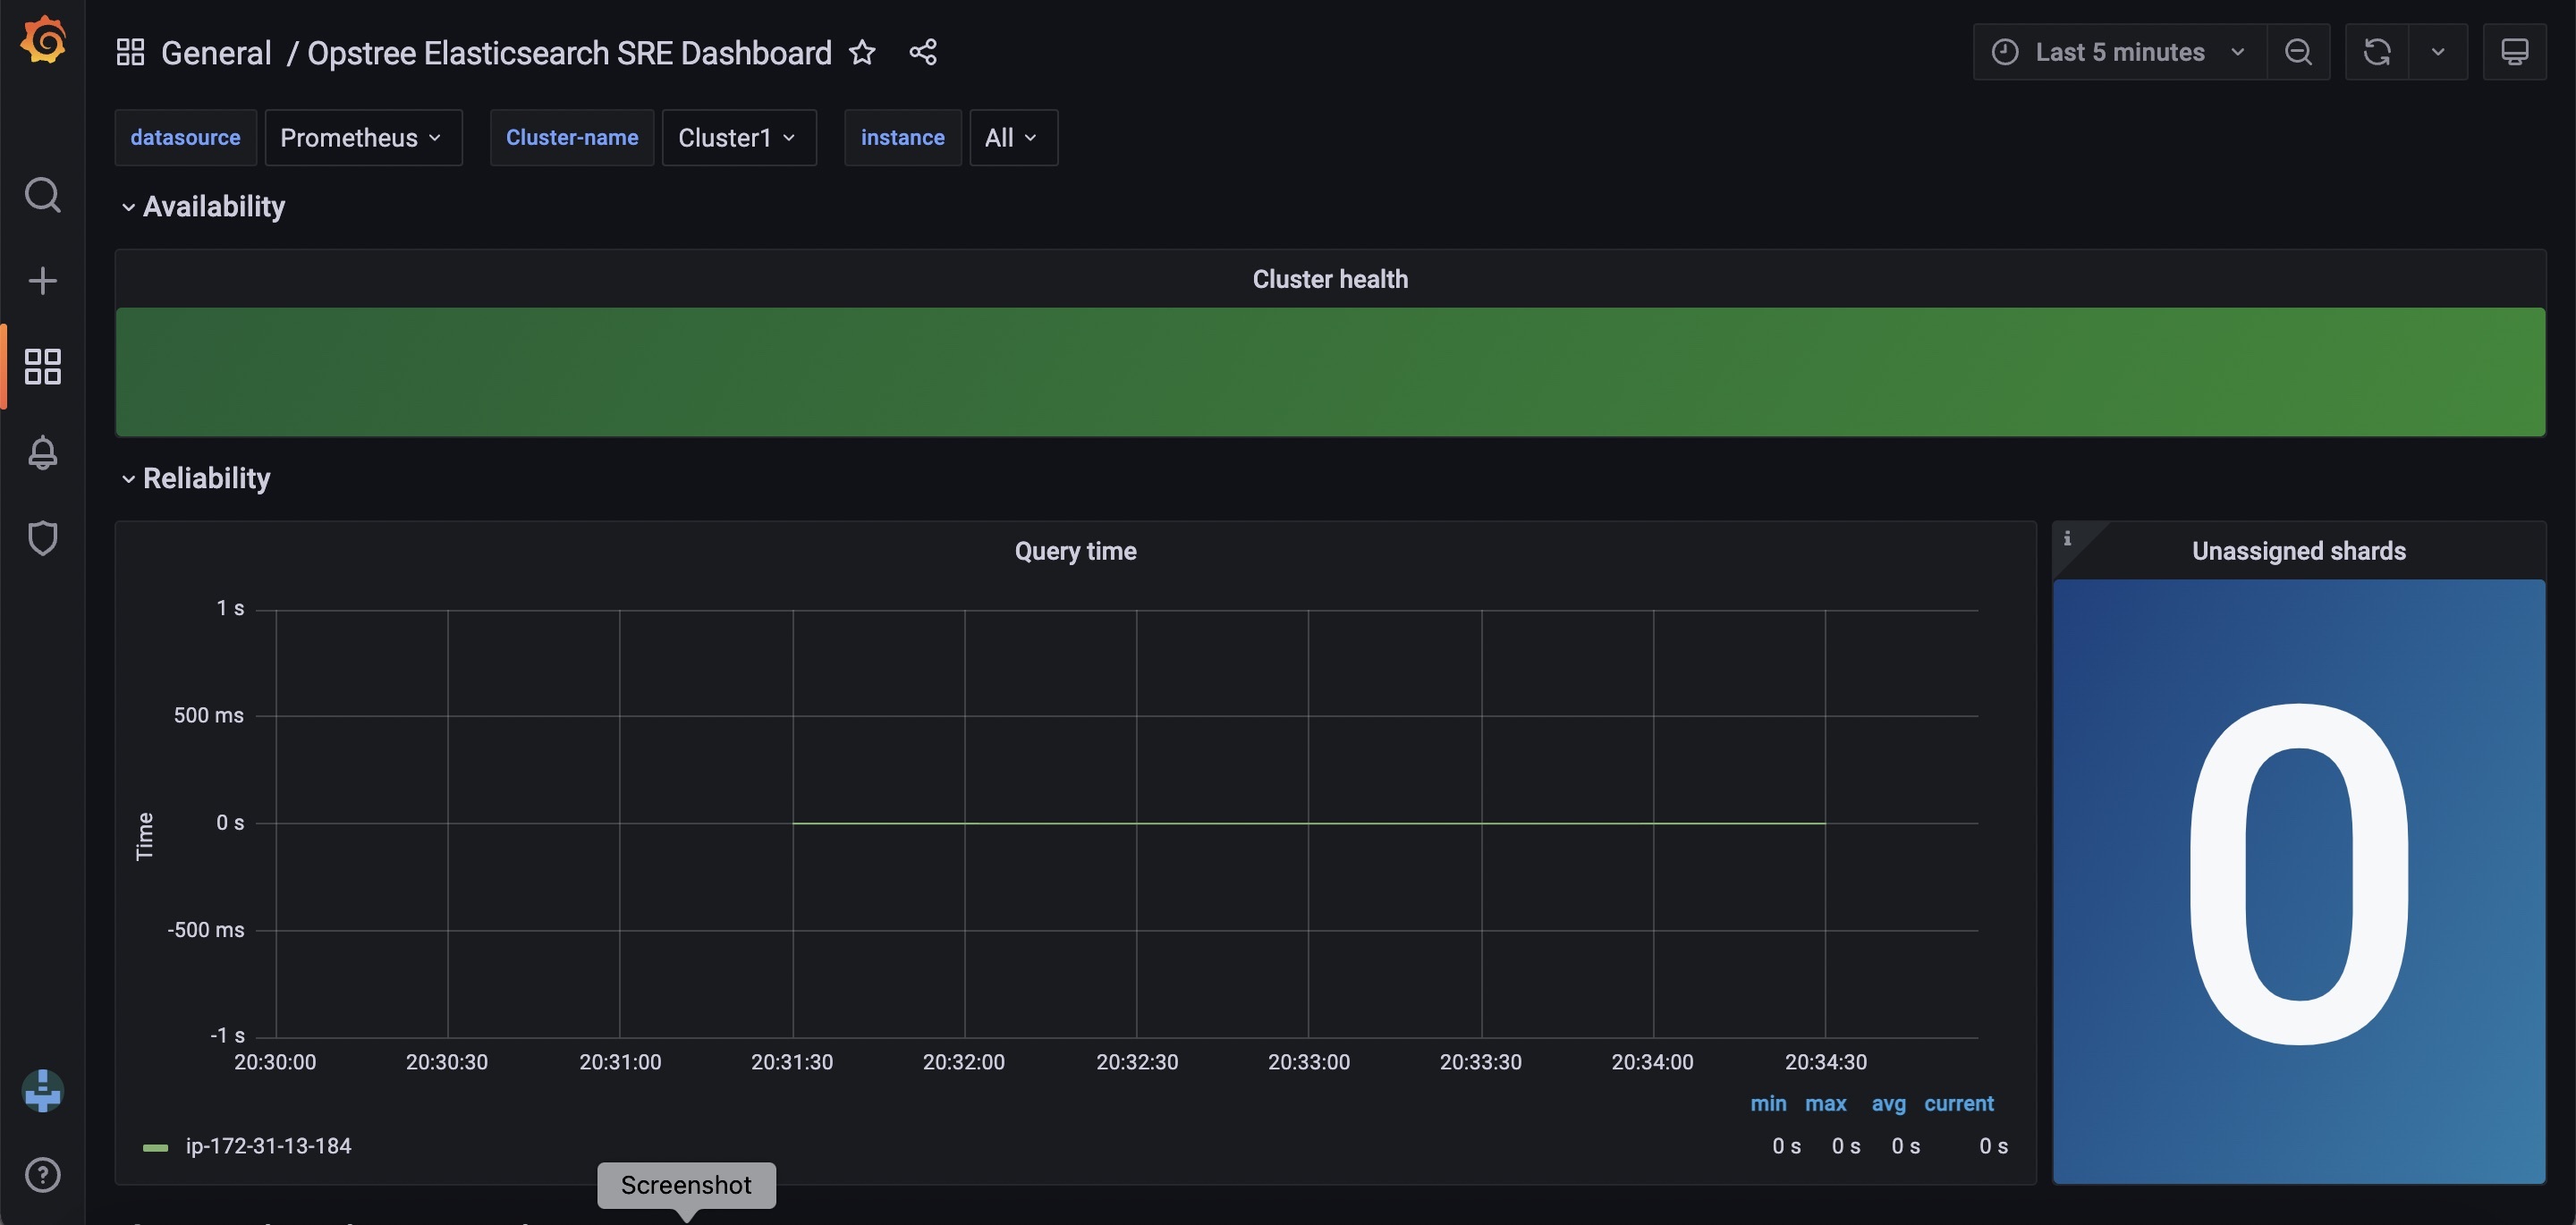 General / Opstree Elasticsearch SRE Dashboard
Last 5 minutes
datasource Prometheus Cluster-name Cluster1 instance All
Availability
Cluster health
Reliability
Query time
1 s
500 ms
0 s
-500 ms
-1 s
Time
20:30:00 20:30:30 20:31:00 20:31:30 20:32:00 20:32:30 20:33:00 20:33:30 20:34:00 20:34:30
min max avg current
ip-172-31-13-184 0 s 0 s 0 s 0 s
i
Unassigned shards
0
Screenshot